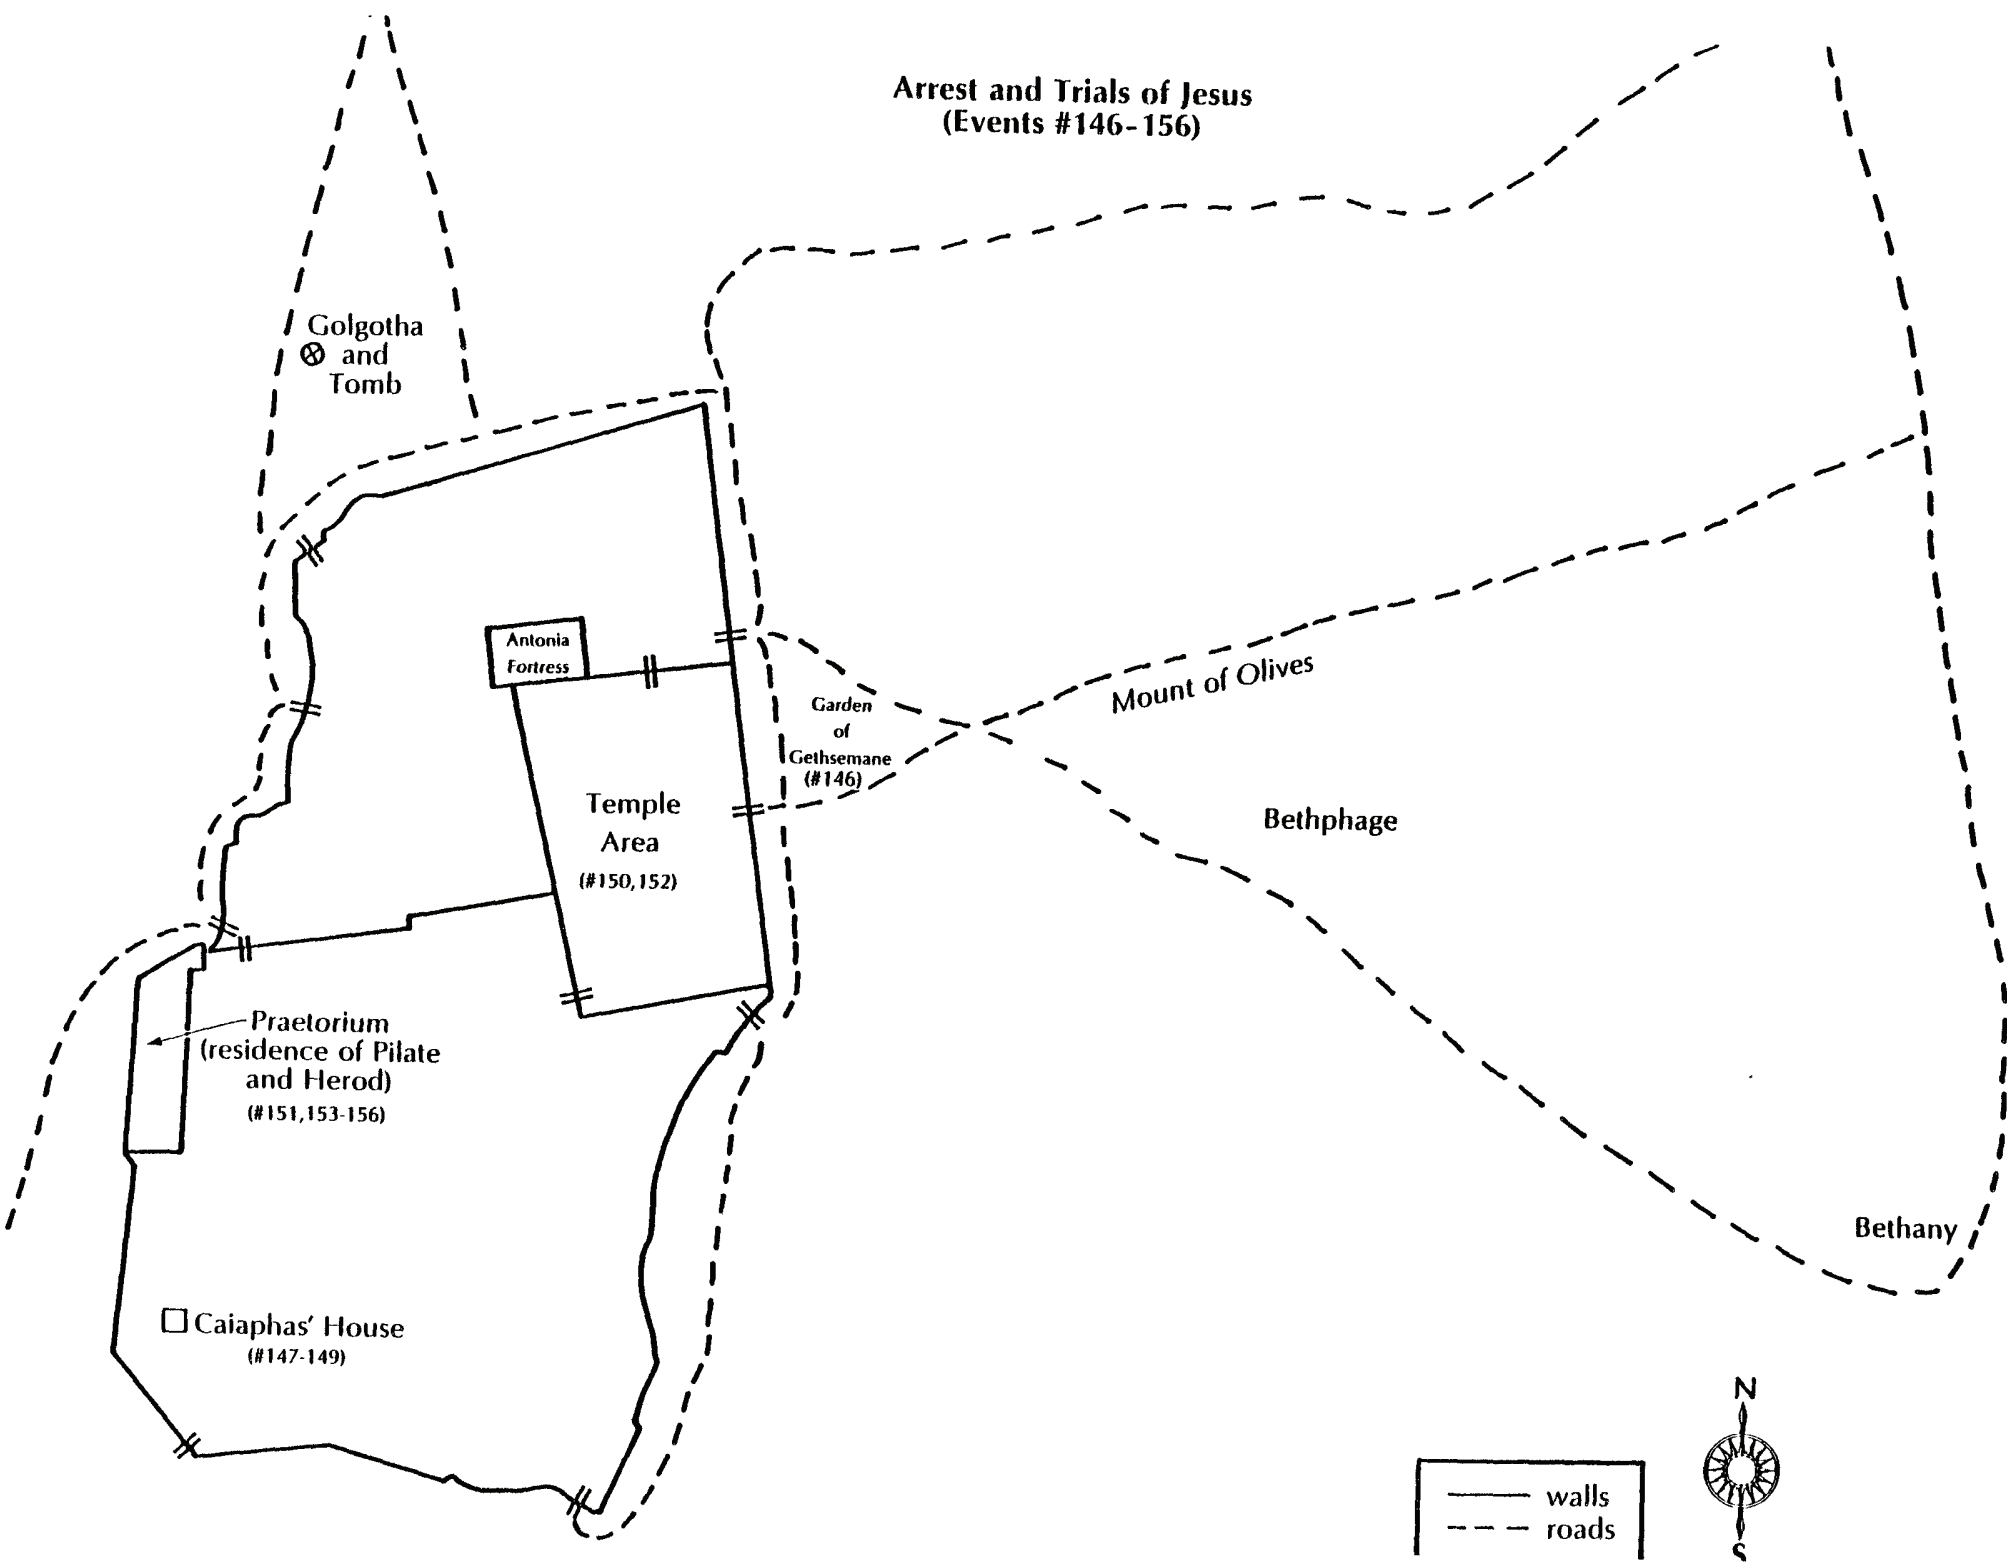 Arrest and Trials of Jesus
(Events #146-156)
Golgotha
and
Tomb
Antonia
Fortress
Garden
of
Gethsemane
(#146)
Mount of Olives
Temple
Area
(#150,152)
Bethphage
Praetorium
(residence of Pilate
and Herod)
(#151,153-156)
Bethany
Caiaphas’ House
(#147-149)
N
S
walls
roads